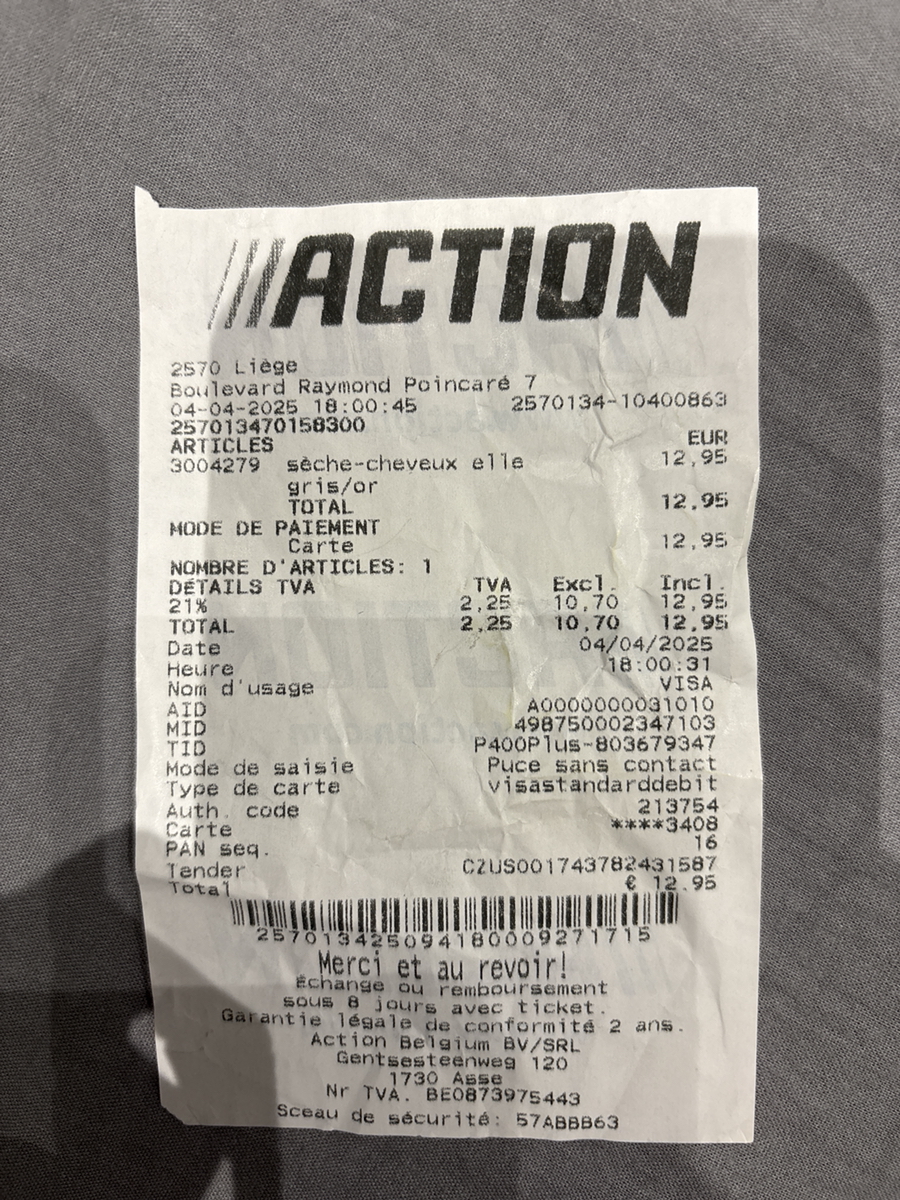 ///ACTION
2570 Liège
Boulevard Raymond Poincaré 7
04-04-2025 18:00:45 2570134-10400863
257013470158300
ARTICLES EUR
3004279 sèche-cheveux elle 12,95
gris/or
TOTAL 12,95
MODE DE PAIEMENT
Carte 12,95
NOMBRE D'ARTICLES: 1
DÉTAILS TVA TVA Excl. Incl.
21% 2,25 10,70 12,95
TOTAL 2,25 10,70 12,95
Date 04/04/2025
Heure 18:00:31
Nom d'usage VISA
AID A0000000031010
MID 498750002347103
TID P400Plus-803679347
Mode de saisie Puce sans contact
Type de carte visastandarddebit
Auth. code 213754
Carte ****3408
PAN seq. 16
Tender CZUS001743782431587
Total € 12.95
257013425094180009271715
Merci et au revoir!
Échange ou remboursement
sous 8 jours avec ticket.
Garantie légale de conformité 2 ans.
Action Belgium BV/SRL
Gentsesteenweg 120
1730 Asse
Nr TVA. BE0873975443
Sceau de sécurité: 57ABBB63